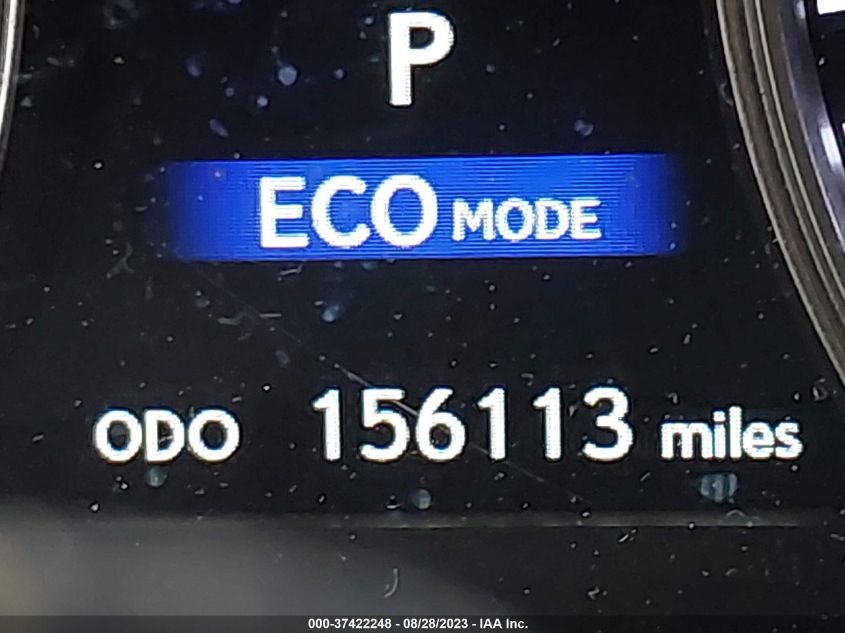 P
ECO MODE
ODO 156113 miles
000-37422248 - 08/28/2023 - IAA Inc.